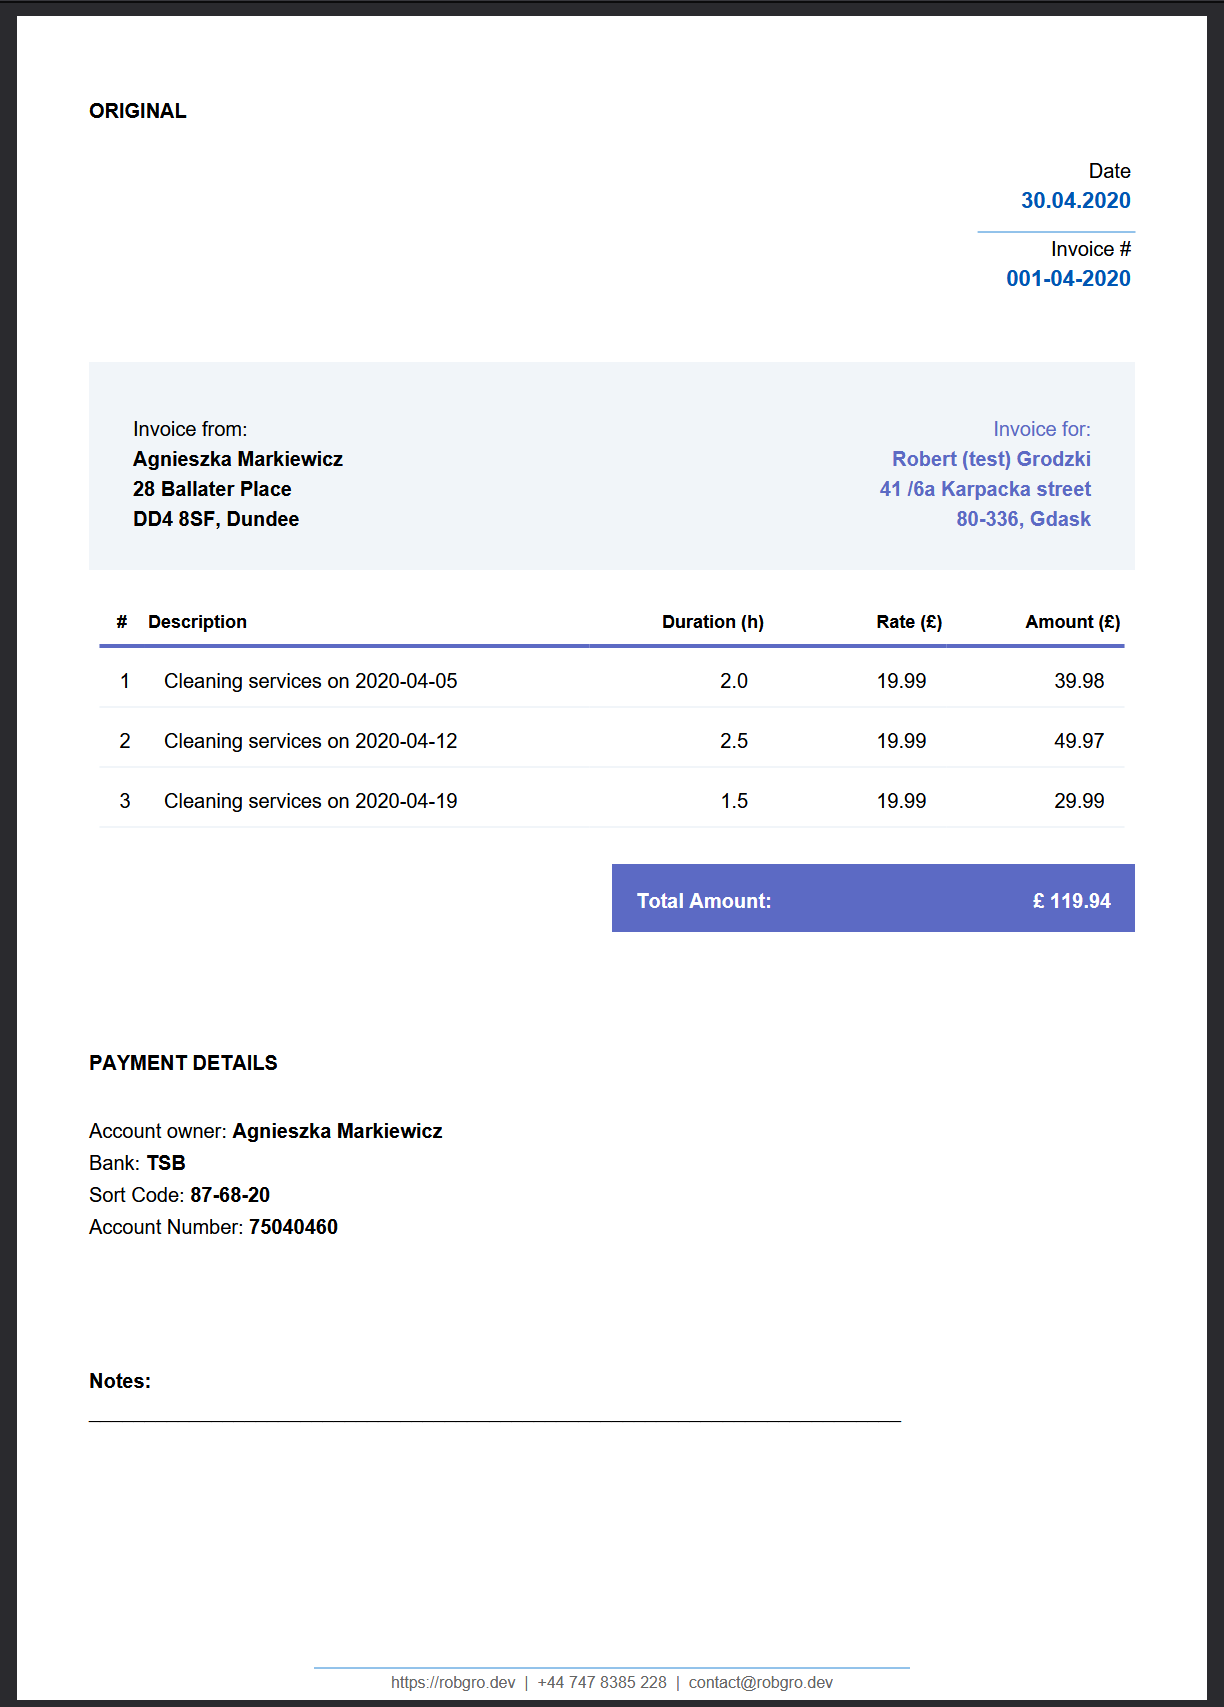 ORIGINAL
Date
30.04.2020
Invoice #
001-04-2020
Invoice from:
Agnieszka Markiewicz
28 Ballater Place
DD4 8SF, Dundee
Invoice for:
Robert (test) Grodzki
41 /6a Karpacka street
80-336, Gdask
# Description Duration (h) Rate (£) Amount (£)
1 Cleaning services on 2020-04-05 2.0 19.99 39.98
2 Cleaning services on 2020-04-12 2.5 19.99 49.97
3 Cleaning services on 2020-04-19 1.5 19.99 29.99
Total Amount: £ 119.94
PAYMENT DETAILS
Account owner: Agnieszka Markiewicz
Bank: TSB
Sort Code: 87-68-20
Account Number: 75040460
Notes:
https://robgro.dev | +44 747 8385 228 | contact@robgro.dev